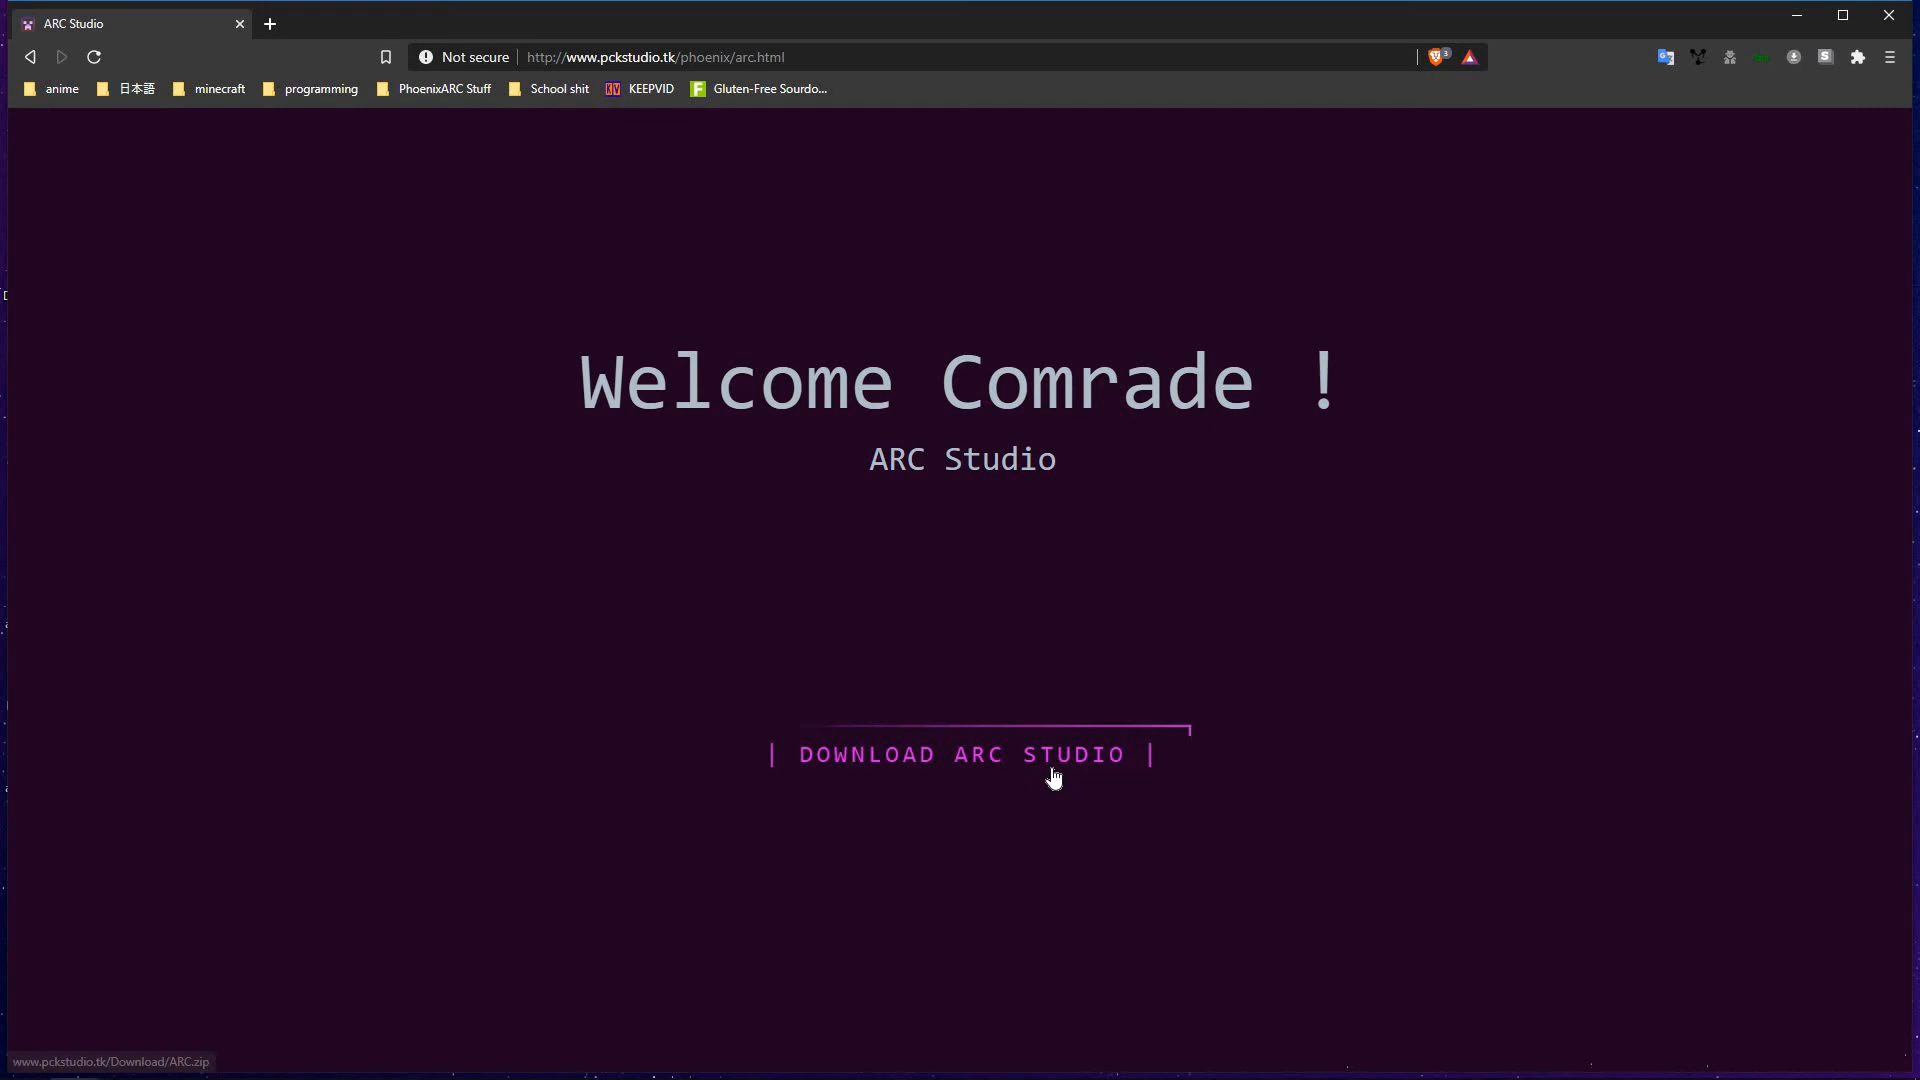 ARC Studio
Not secure
http://www.pckstudio.tk/phoenix/arc.html
3
anime
日本語
minecraft
programming
PhoenixARC Stuff
School shit
KEEPVID
Gluten-Free Sourdo...
Welcome Comrade !
ARC Studio
| DOWNLOAD ARC STUDIO |
www.pckstudio.tk/Download/ARC.zip